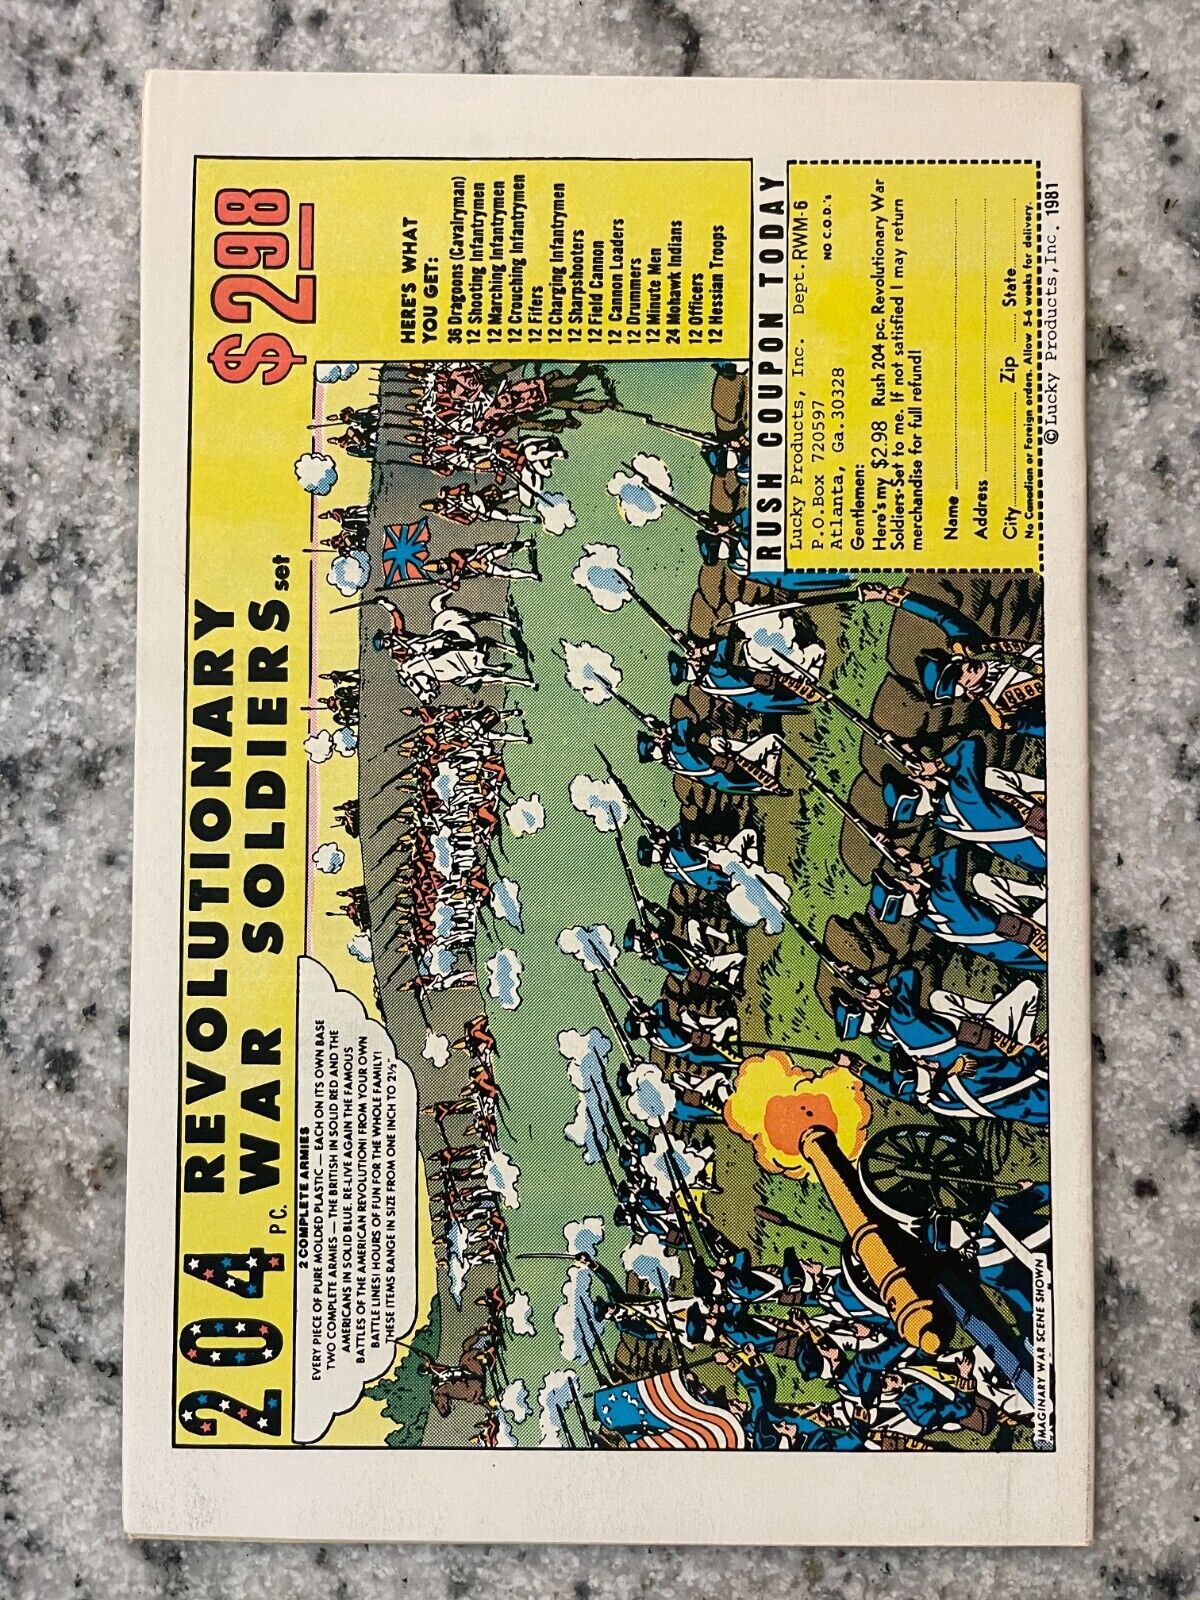 204 PC. REVOLUTIONARY
WAR SOLDIERS set
$2.98
2 COMPLETE ARMIES
EVERY PIECE OF PURE MOLDED PLASTIC — EACH ON ITS OWN BASE
TWO COMPLETE ARMIES — THE BRITISH IN SOLID RED AND THE
AMERICANS IN SOLID BLUE. RE-LIVE AGAIN THE FAMOUS
BATTLES OF THE AMERICAN REVOLUTION! FROM YOUR OWN
BATTLE LINES! HOURS OF FUN FOR THE WHOLE FAMILY!
THESE ITEMS RANGE IN SIZE FROM ONE INCH TO 2½"
HERE'S WHAT
YOU GET:
36 Dragoons (Cavalryman)
12 Shooting Infantrymen
12 Marching Infantrymen
12 Crouching Infantrymen
12 Fifers
12 Charging Infantrymen
12 Sharpshooters
12 Field Cannon
12 Cannon Loaders
12 Drummers
12 Minute Men
24 Mohawk Indians
12 Officers
12 Hessian Troops
RUSH COUPON TODAY
Lucky Products, Inc. Dept. RWM-6
P.O. Box 720597
Atlanta, Ga. 30328
NO C.O.D.'s
Gentlemen:
Here's my $2.98 Rush 204 pc. Revolutionary War
Soldiers Set to me. If not satisfied I may return
merchandise for full refund!
Name
Address
City Zip State
No Canadian or Foreign orders. Allow 5-6 weeks for delivery.
© Lucky Products, Inc. 1981
IMAGINARY WAR SCENE SHOWN